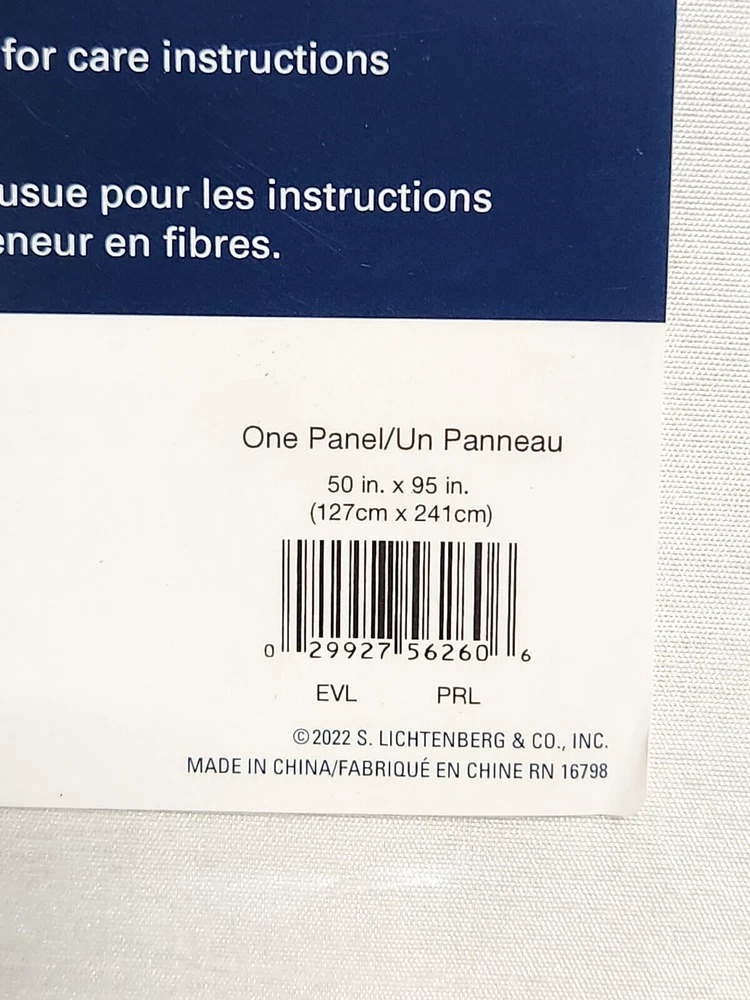 for care instructions
usue pour les instructions
eneur en fibres.
One Panel/Un Panneau
50 in. x 95 in.
(127cm x 241cm)
0 29927 56260 6
EVL PRL
©2022 S. LICHTENBERG & CO., INC.
MADE IN CHINA/FABRIQUÉ EN CHINE RN 16798